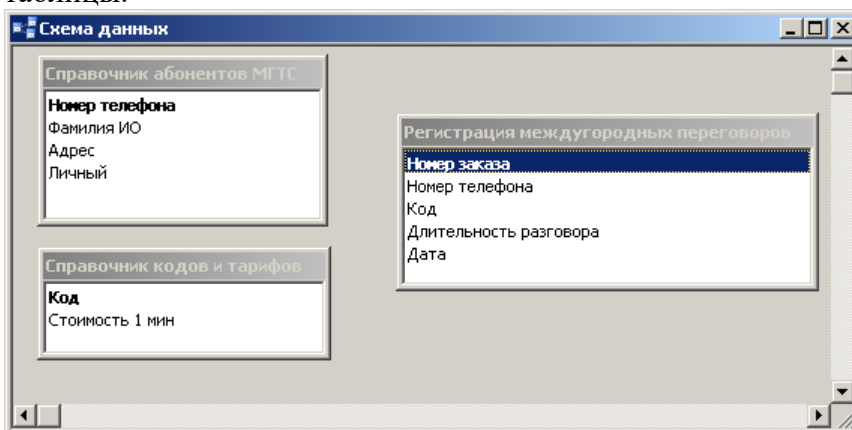 таблицы.
Схема данных
Справочник абонентов МГТС
Номер телефона
Фамилия ИО
Адрес
Личный
Регистрация междугородных переговоров
Номер заказа
Номер телефона
Код
Длительность разговора
Дата
Справочник кодов и тарифов
Код
Стоимость 1 мин